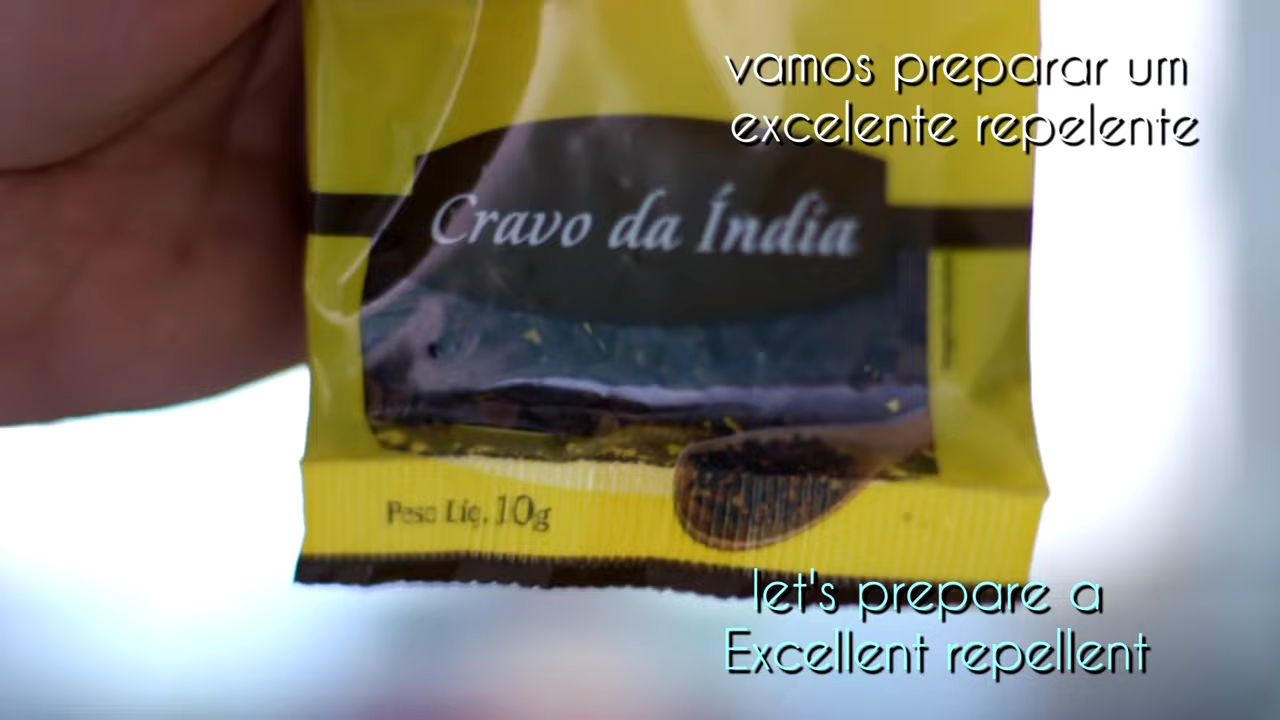 vamos preparar um
excelente repelente
Cravo da Índia
Peso Líq. 10g
let's prepare a
Excellent repellent